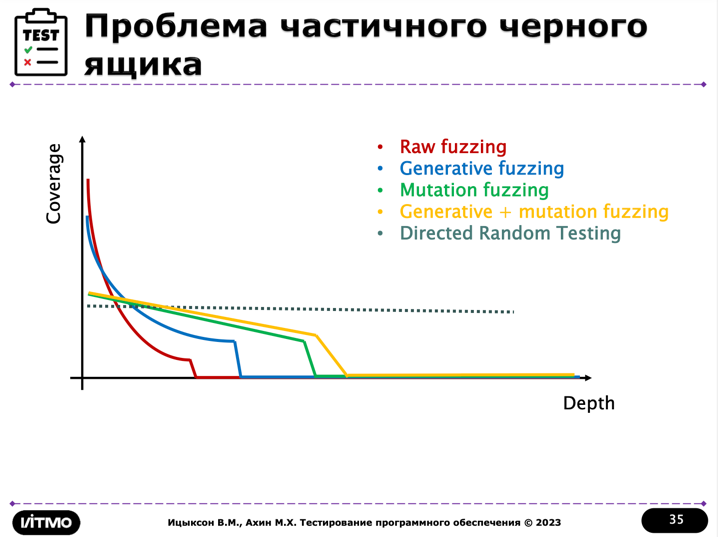 TEST
Проблема частичного черного
ящика
Coverage
• Raw fuzzing
• Generative fuzzing
• Mutation fuzzing
• Generative + mutation fuzzing
• Directed Random Testing
Depth
ИТМО
Ицыксон В.М., Ахин М.Х. Тестирование программного обеспечения © 2023
35